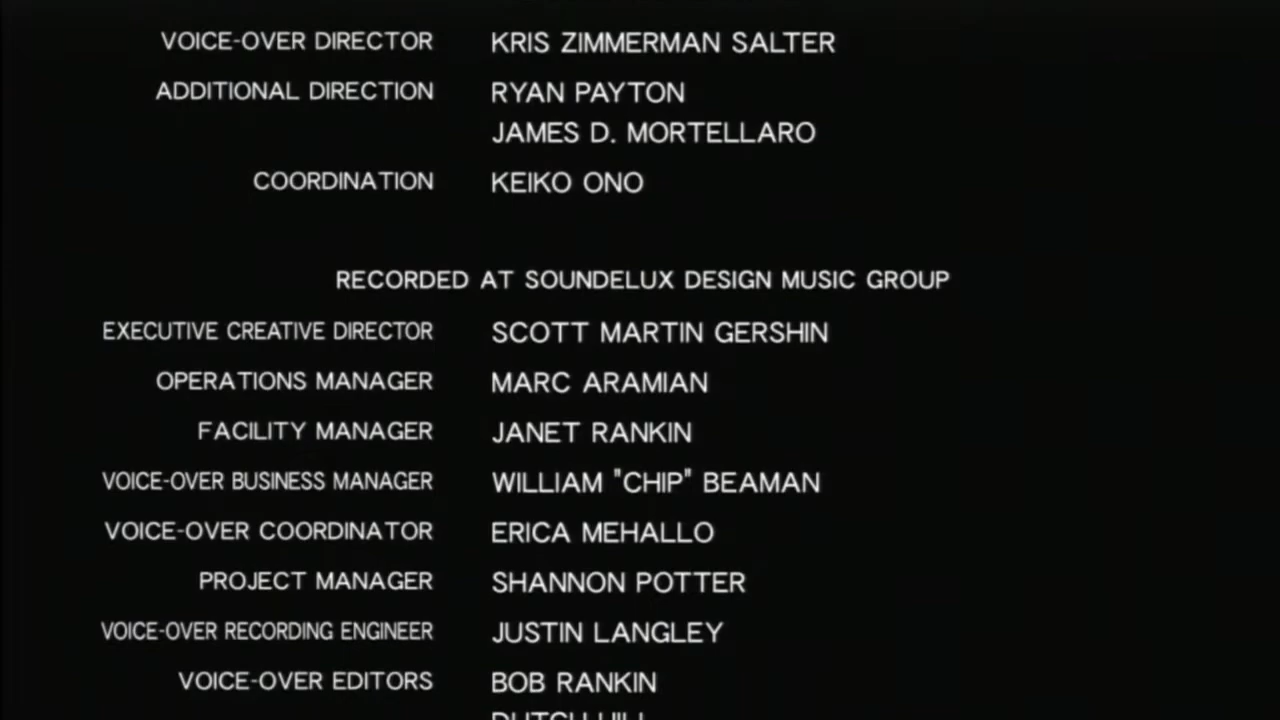 VOICE-OVER DIRECTOR KRIS ZIMMERMAN SALTER
ADDITIONAL DIRECTION RYAN PAYTON
JAMES D. MORTELLARO
COORDINATION KEIKO ONO
RECORDED AT SOUNDELUX DESIGN MUSIC GROUP
EXECUTIVE CREATIVE DIRECTOR SCOTT MARTIN GERSHIN
OPERATIONS MANAGER MARC ARAMIAN
FACILITY MANAGER JANET RANKIN
VOICE-OVER BUSINESS MANAGER WILLIAM "CHIP" BEAMAN
VOICE-OVER COORDINATOR ERICA MEHALLO
PROJECT MANAGER SHANNON POTTER
VOICE-OVER RECORDING ENGINEER JUSTIN LANGLEY
VOICE-OVER EDITORS BOB RANKIN